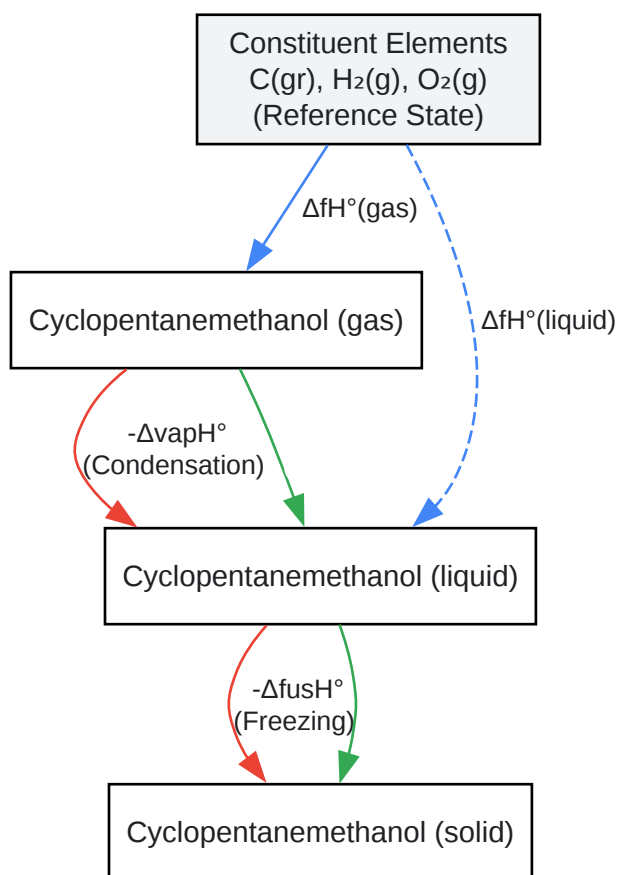 Constituent Elements
C(gr), H₂(g), O₂(g)
(Reference State)
ΔfH°(gas)
Cyclopentanemethanol (gas)
ΔfH°(liquid)
-ΔvapH°
(Condensation)
Cyclopentanemethanol (liquid)
-ΔfusH°
(Freezing)
Cyclopentanemethanol (solid)